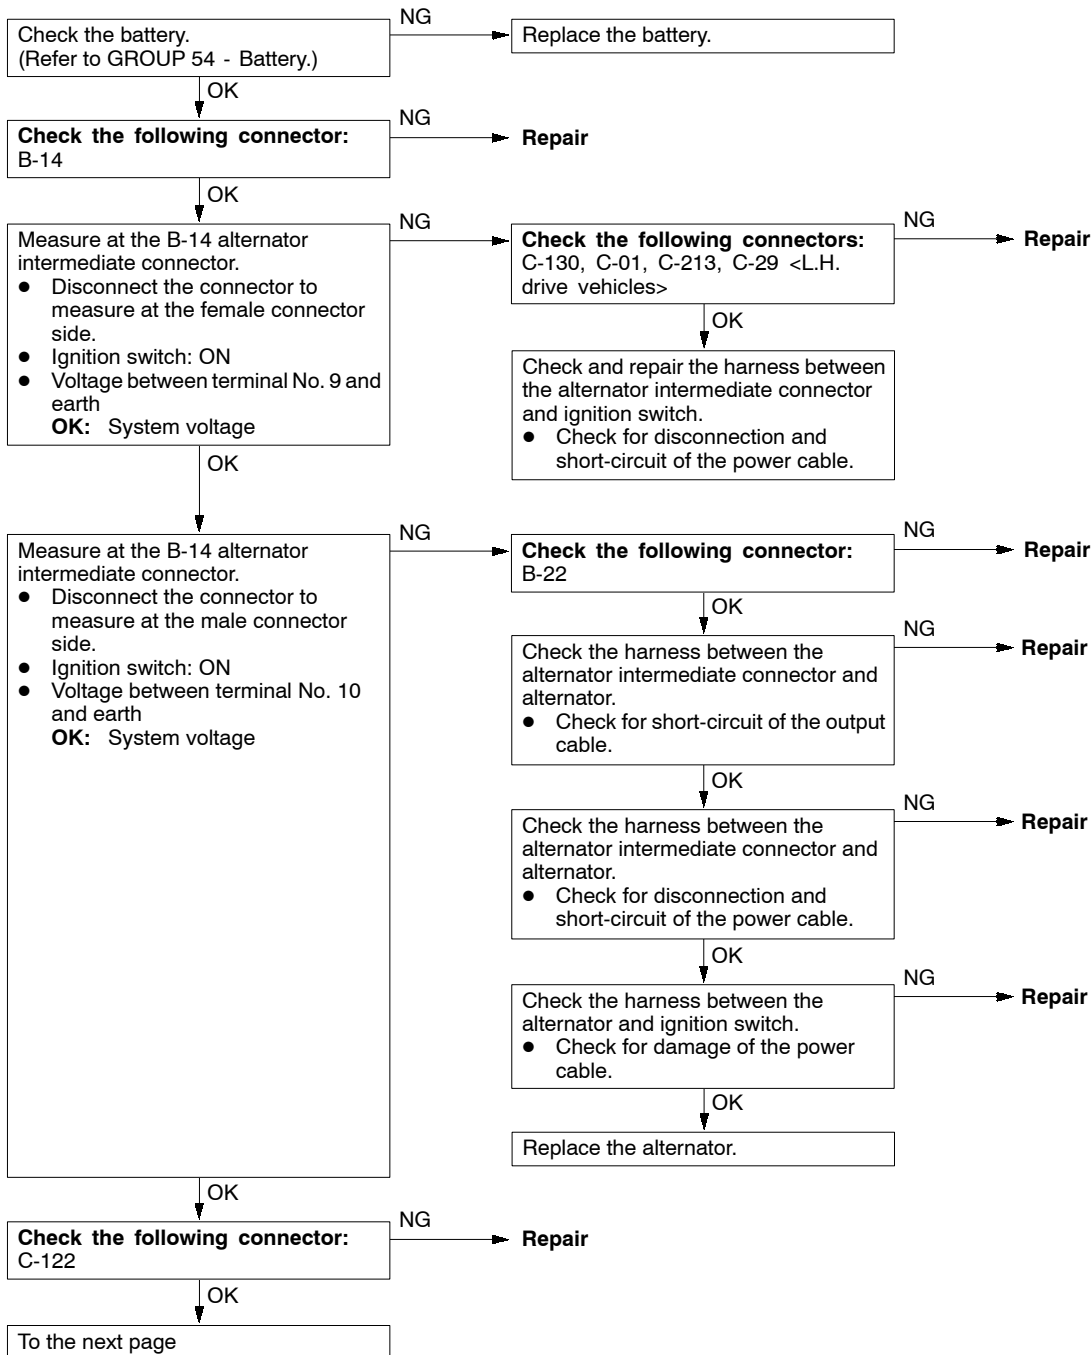 Check the battery.
(Refer to GROUP 54 - Battery.)
NG
Replace the battery.
OK
Check the following connector:
B-14
NG
Repair
OK
Measure at the B-14 alternator
intermediate connector.
● Disconnect the connector to
measure at the female connector
side.
● Ignition switch: ON
● Voltage between terminal No. 9 and
earth
OK: System voltage
NG
Check the following connectors:
C-130, C-01, C-213, C-29 <L.H.
drive vehicles>
NG
Repair
OK
Check and repair the harness between
the alternator intermediate connector
and ignition switch.
● Check for disconnection and
short-circuit of the power cable.
OK
Measure at the B-14 alternator
intermediate connector.
● Disconnect the connector to
measure at the male connector
side.
● Ignition switch: ON
● Voltage between terminal No. 10
and earth
OK: System voltage
NG
Check the following connector:
B-22
NG
Repair
OK
Check the harness between the
alternator intermediate connector and
alternator.
● Check for short-circuit of the output
cable.
NG
Repair
OK
Check the harness between the
alternator intermediate connector and
alternator.
● Check for disconnection and
short-circuit of the power cable.
NG
Repair
OK
Check the harness between the
alternator and ignition switch.
● Check for damage of the power
cable.
NG
Repair
OK
Replace the alternator.
OK
Check the following connector:
C-122
NG
Repair
OK
To the next page